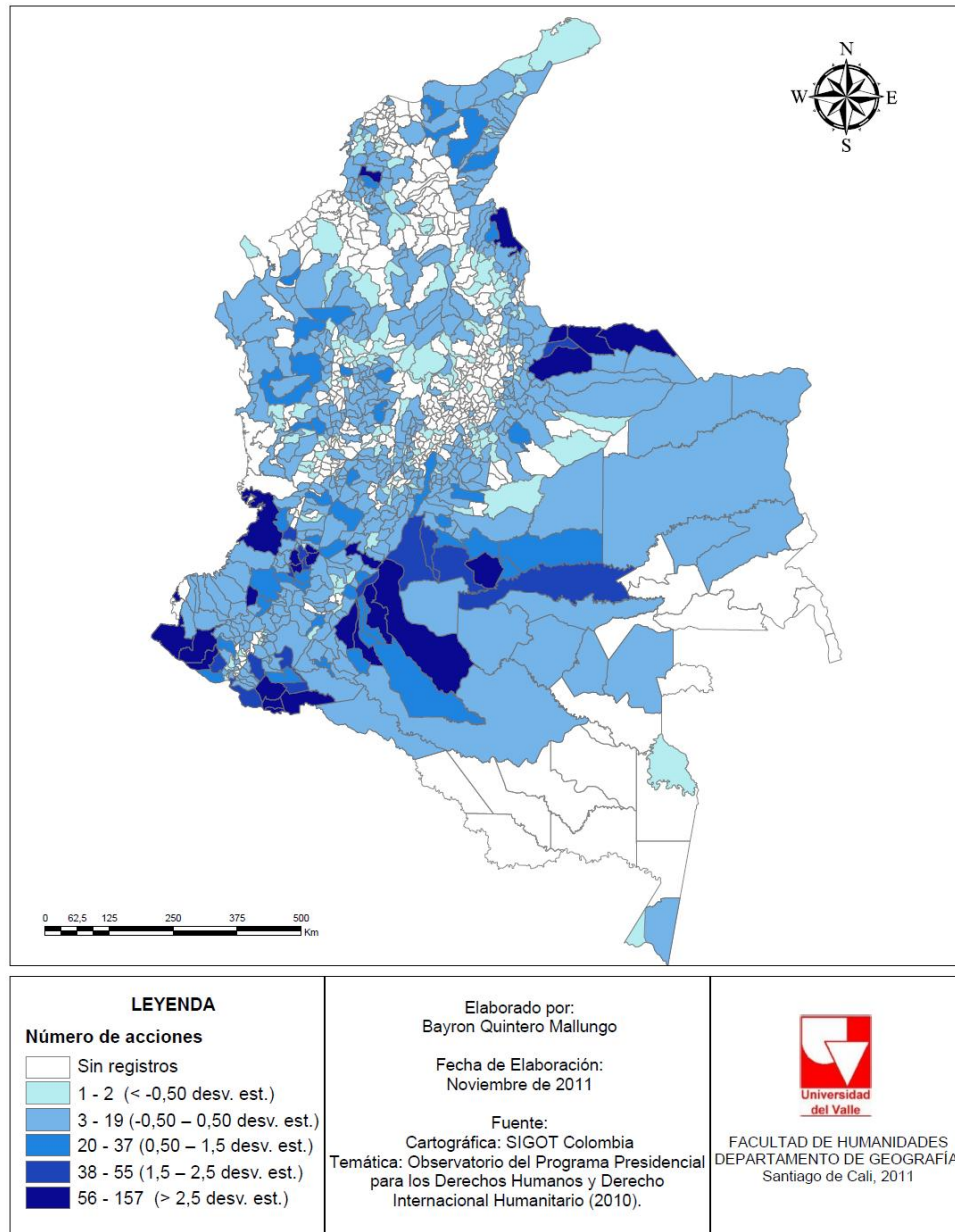 N
W E
S
0 62,5 125 250 375 500
Km
LEYENDA
Número de acciones
Sin registros
1 - 2 (< -0,50 desv. est.)
3 - 19 (-0,50 – 0,50 desv. est.)
20 - 37 (0,50 – 1,5 desv. est.)
38 - 55 (1,5 – 2,5 desv. est.)
56 - 157 (> 2,5 desv. est.)
Elaborado por:
Bayron Quintero Mallungo
Fecha de Elaboración:
Noviembre de 2011
Fuente:
Cartográfica: SIGOT Colombia
Temática: Observatorio del Programa Presidencial
para los Derechos Humanos y Derecho
Internacional Humanitario (2010).
Universidad
del Valle
FACULTAD DE HUMANIDADES
DEPARTAMENTO DE GEOGRAFÍA
Santiago de Cali, 2011